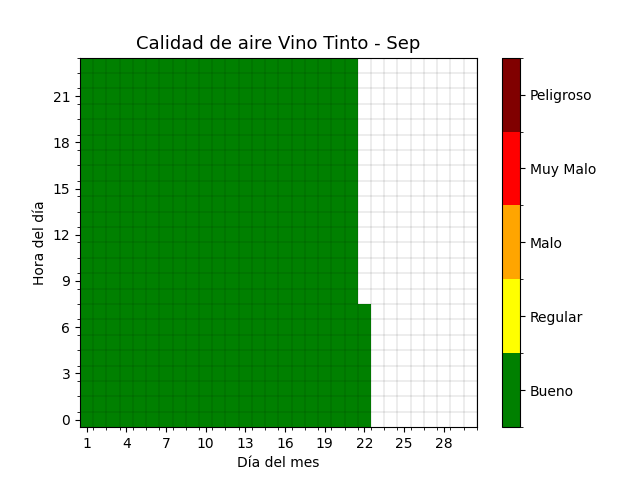 Calidad de aire Vino Tinto - Sep
Hora del día
21
18
15
12
9
6
3
0
1 4 7 10 13 16 19 22 25 28
Día del mes
Peligroso
Muy Malo
Malo
Regular
Bueno